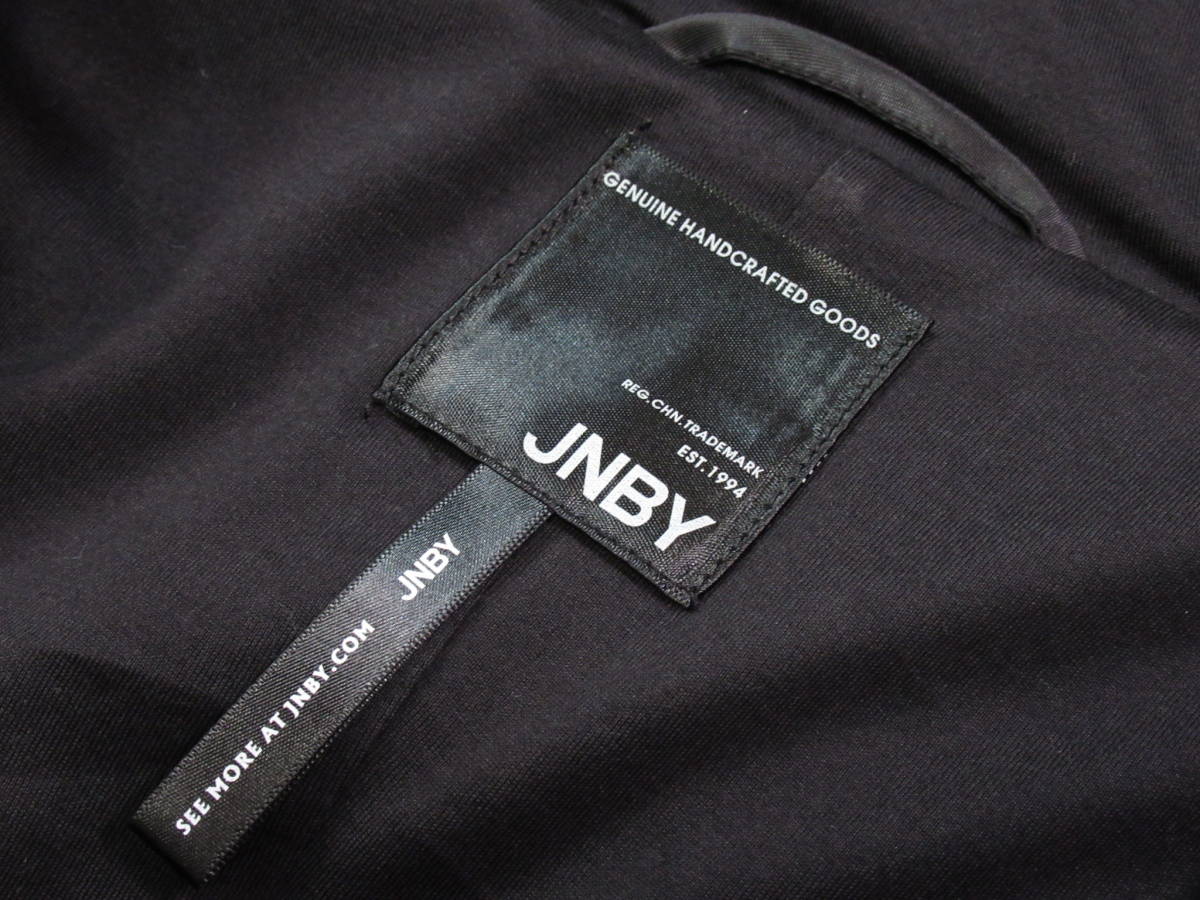 GENUINE HANDCRAFTED GOODS
REG.CHN.TRADEMARK
EST.1994
JNBY
JNBY
SEE MORE AT JNBY.COM